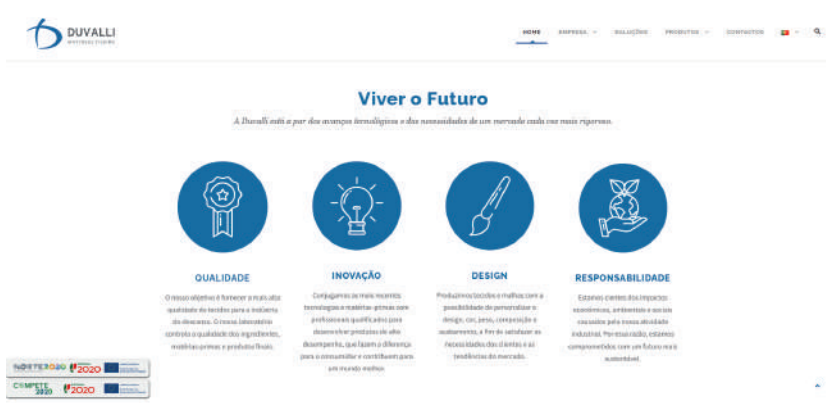 DUVALLI
HOME EMPRESA SOLUÇÕES PRODUTOS CONTACTOS
Viver o Futuro
A Duvalli está a par dos avanços tecnológicos e das necessidades de um mercado cada vez mais rigoroso.
QUALIDADE
O nosso objetivo é fornecer a mais alta
qualidade de tecidos para a indústria
do descanso. O nosso laboratório
controla a qualidade dos ingredientes,
matérias-primas e produtos finais.
INOVAÇÃO
Conjugamos as mais recentes
tecnologias e matérias-primas com
profissionais qualificados para
desenvolver produtos de alto
desempenho, que fazem a diferença
para o consumidor e contribuem para
um mundo melhor.
DESIGN
Produzimos tecidos e malhas com a
possibilidade de personalizar o
design, cor, peso, composição e
acabamento, a fim de satisfazer as
necessidades dos clientes e as
tendências do mercado.
RESPONSABILIDADE
Estamos cientes dos impactos
económicos, ambientais e sociais
causados pela nossa atividade
industrial. Por essa razão, estamos
comprometidos com um futuro mais
sustentável.
NORTE2020 2020
COMPETE
2020 2020